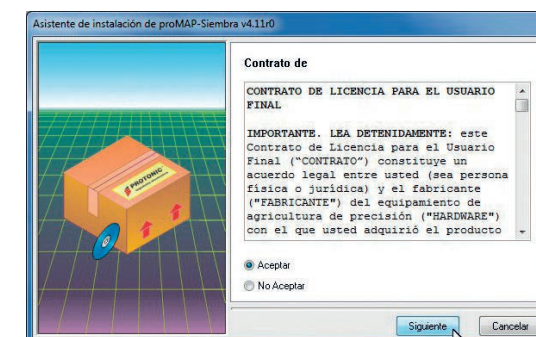 Asistente de instalación de proMAP-Siembra v4.11r0
Contrato de
CONTRATO DE LICENCIA PARA EL USUARIO
FINAL
IMPORTANTE. LEA DETENIDAMENTE: este
Contrato de Licencia para el Usuario
Final ("CONTRATO") constituye un
acuerdo legal entre usted (sea persona
física o jurídica) y el fabricante
("FABRICANTE") del equipamiento de
agricultura de precisión ("HARDWARE")
con el que usted adquirió el producto
PROTONIC
Aceptar
No Aceptar
Siguiente
Cancelar